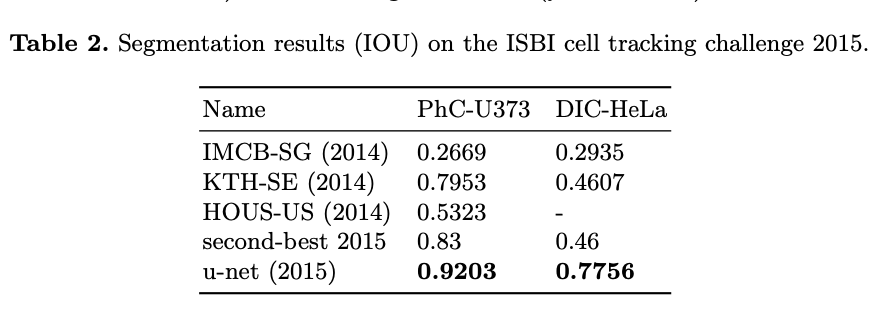 Table 2. Segmentation results (IOU) on the ISBI cell tracking challenge 2015.
Name PhC-U373 DIC-HeLa
IMCB-SG (2014) 0.2669 0.2935
KTH-SE (2014) 0.7953 0.4607
HOUS-US (2014) 0.5323 -
second-best 2015 0.83 0.46
u-net (2015) 0.9203 0.7756